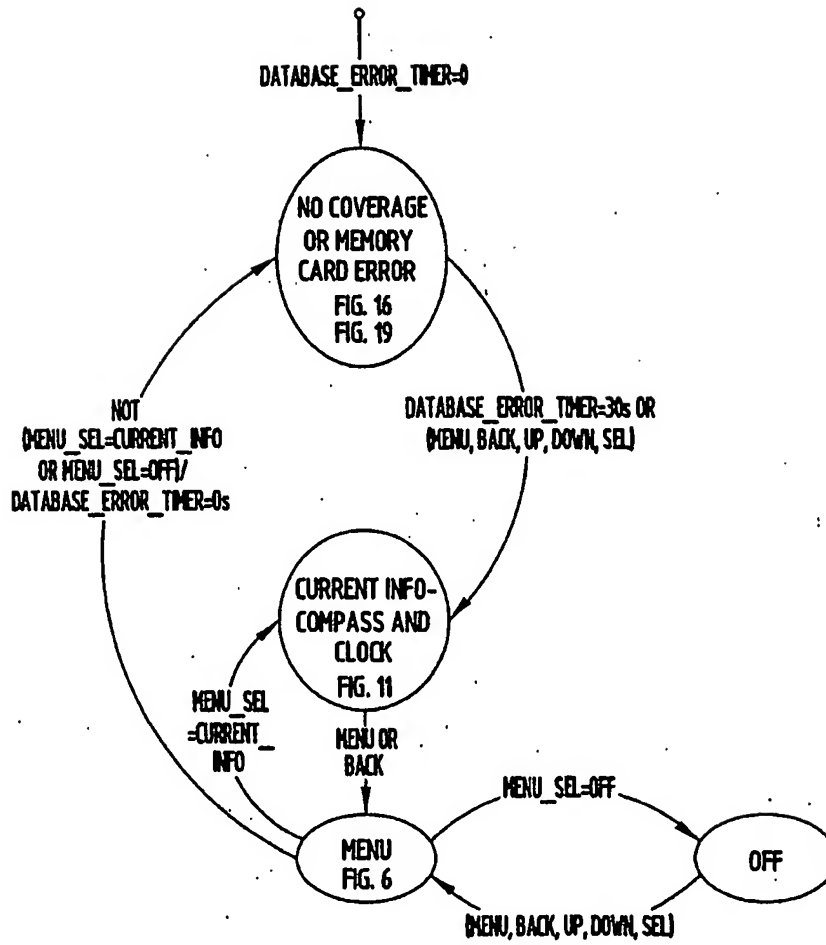 DATABASE_ERROR_TIMER=0
NO COVERAGE
OR MEMORY
CARD ERROR
FIG. 16
FIG. 19
NOT
(MENU_SEL=CURRENT_INFO
OR MENU_SEL=OFF)/
DATABASE_ERROR_TIMER=0s
DATABASE_ERROR_TIMER=30s OR
(MENU, BACK, UP, DOWN, SEL)
CURRENT INFO-
COMPASS AND
CLOCK
FIG. 11
MENU_SEL
=CURRENT_
INFO
MENU OR
BACK
MENU_SEL=OFF
MENU
FIG. 6
OFF
(MENU, BACK, UP, DOWN, SEL)